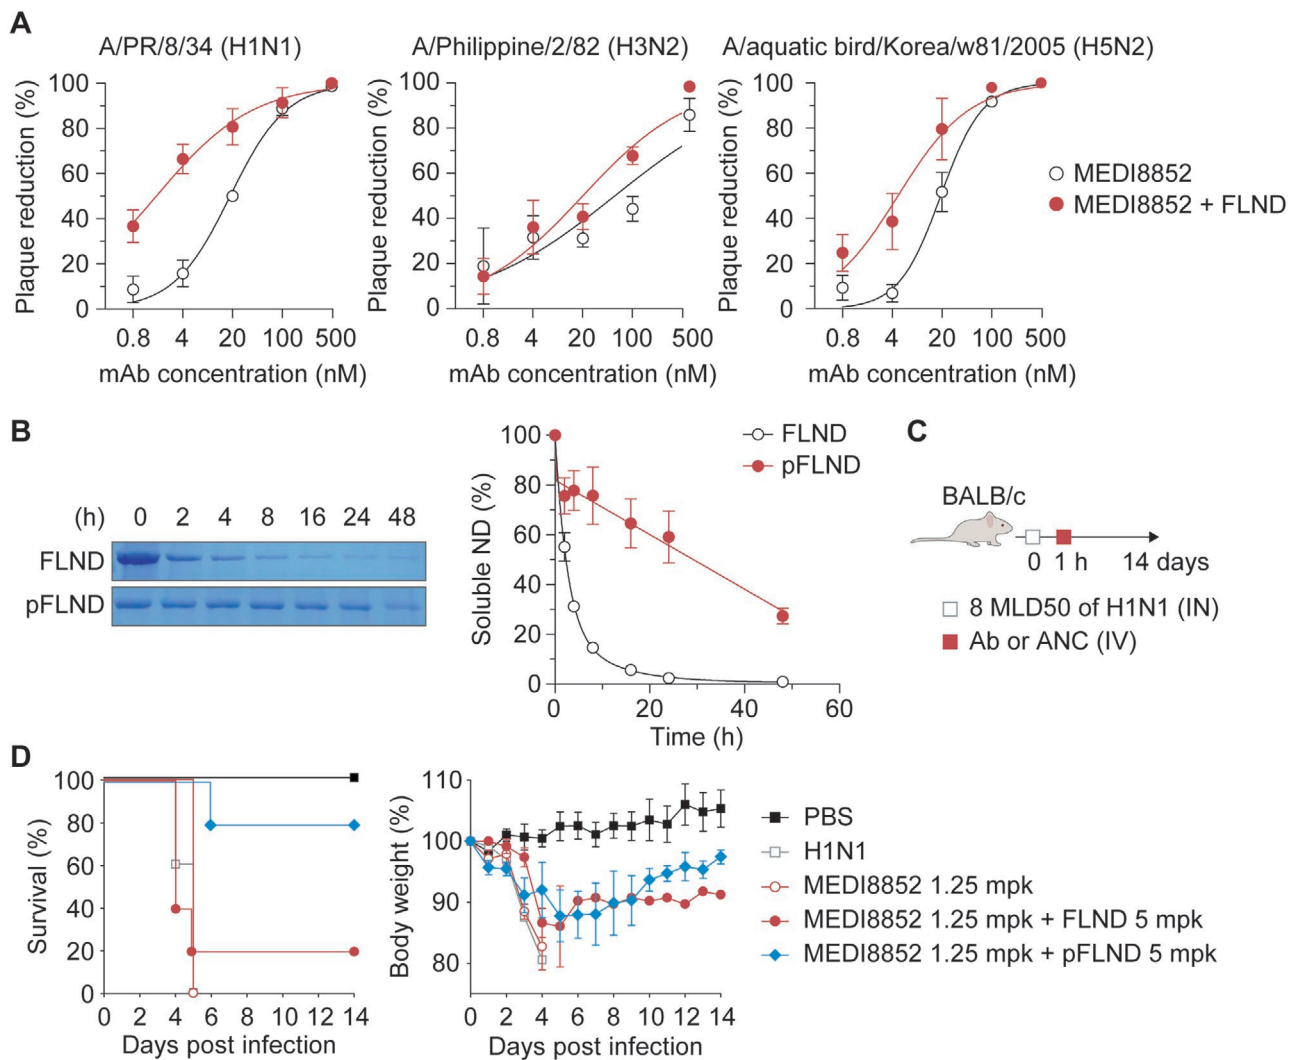 A
A/PR/8/34 (H1N1)
A/Philippine/2/82 (H3N2)
A/aquatic bird/Korea/w81/2005 (H5N2)
Plaque reduction (%)
100
80
60
40
20
0
0.8 4 20 100 500
mAb concentration (nM)
Plaque reduction (%)
100
80
60
40
20
0
0.8 4 20 100 500
mAb concentration (nM)
Plaque reduction (%)
100
80
60
40
20
0
0.8 4 20 100 500
mAb concentration (nM)
MEDI8852
MEDI8852 + FLND
B
(h) 0 2 4 8 16 24 48
FLND
pFLND
Soluble ND (%)
100
80
60
40
20
0
0 20 40 60
Time (h)
FLND
pFLND
C
BALB/c
0 1 h 14 days
8 MLD50 of H1N1 (IN)
Ab or ANC (IV)
D
Survival (%)
100
80
60
40
20
0
0 2 4 6 8 10 12 14
Days post infection
Body weight (%)
110
100
90
80
0 2 4 6 8 10 12 14
Days post infection
PBS
H1N1
MEDI8852 1.25 mpk
MEDI8852 1.25 mpk + FLND 5 mpk
MEDI8852 1.25 mpk + pFLND 5 mpk